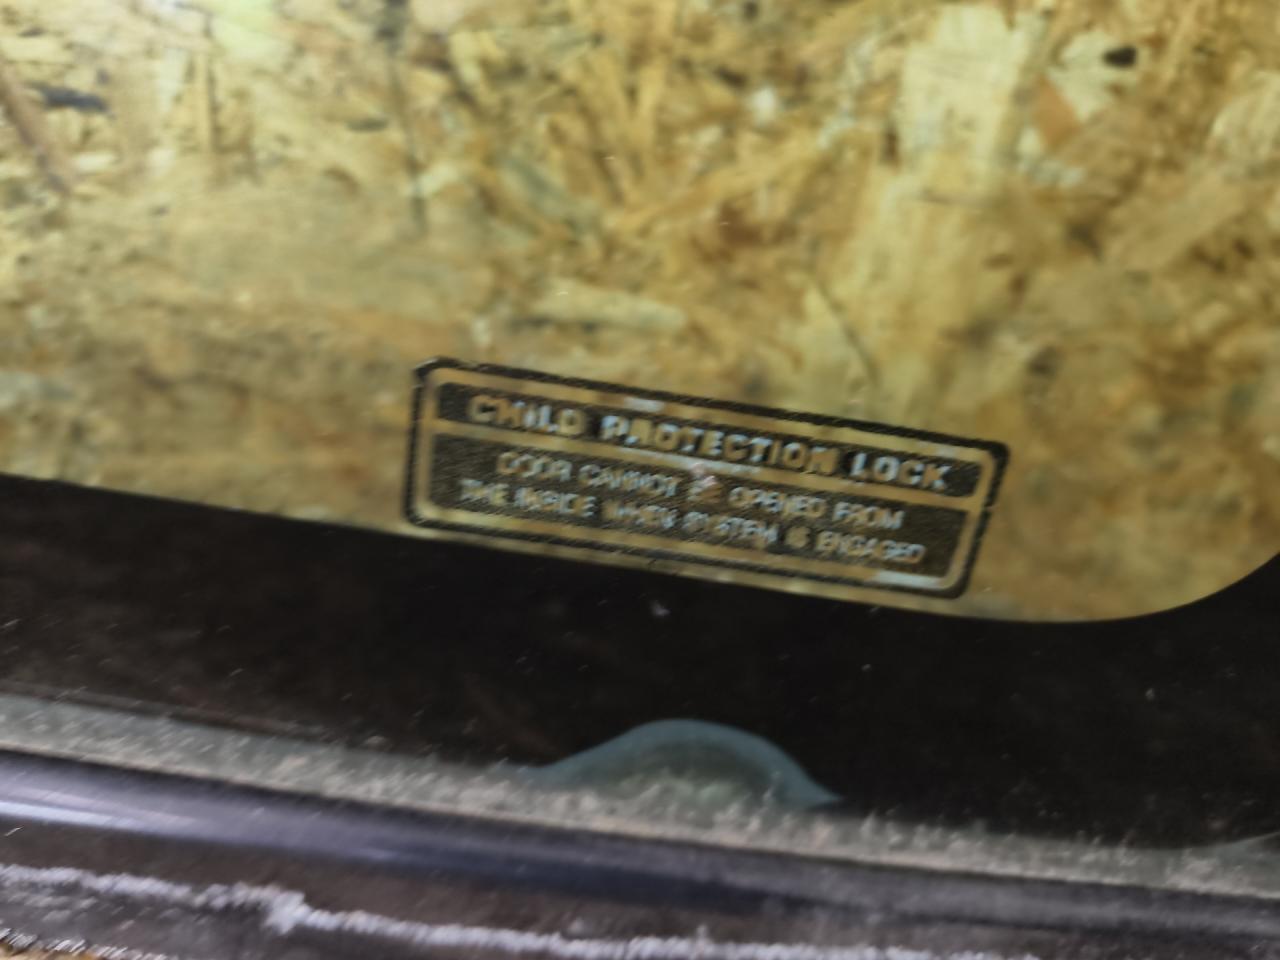 CHILD PROTECTION LOCK
DOOR CANNOT BE OPENED FROM
THE INSIDE WHEN SYSTEM IS ENGAGED